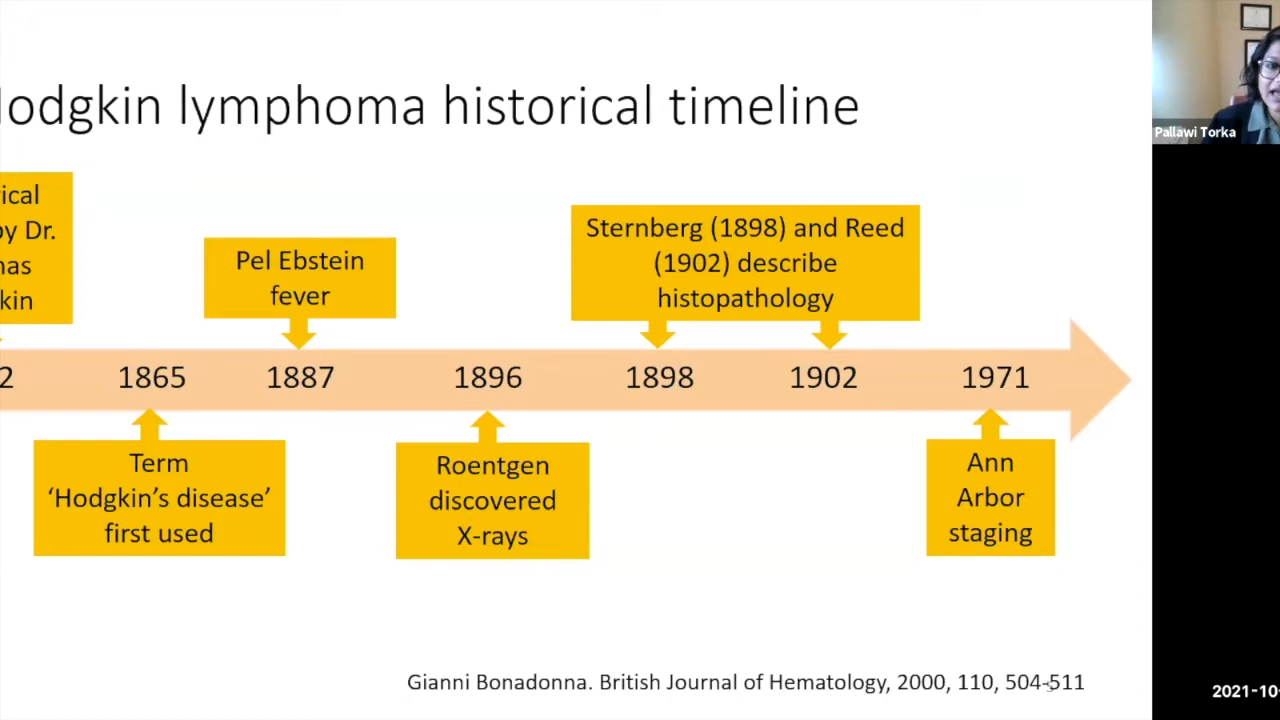 Hodgkin lymphoma historical timeline
Pallawi Torka
ical
by Dr.
mas
kin
Pel Ebstein
fever
Sternberg (1898) and Reed
(1902) describe
histopathology
2 1865 1887 1896 1898 1902 1971
Term
‘Hodgkin’s disease’
first used
Roentgen
discovered
X-rays
Ann
Arbor
staging
Gianni Bonadonna. British Journal of Hematology, 2000, 110, 504-511
2021-10